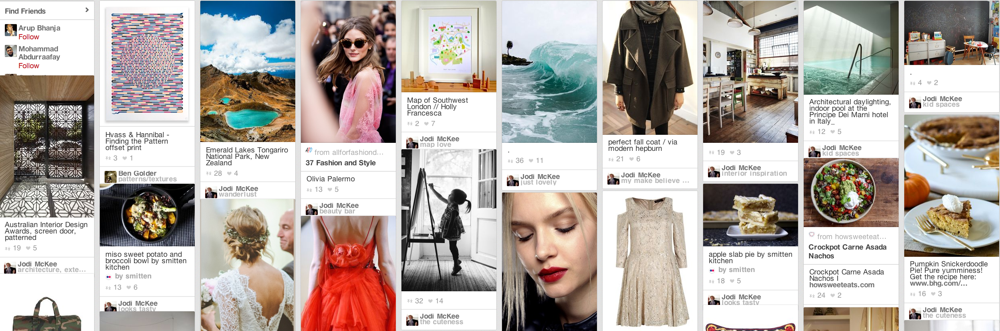 Find Friends
Arup Bhanja
Follow
Mohammad
Abdurraafay
Follow
Australian Interior Design
Awards, screen door,
patterned
19 5
Jodi McKee
architecture, exte...
Hvass & Hannibal -
Finding the Pattern
offset print
3 1
Ben Golder
patterns/textures
miso sweet potato and
broccoli bowl by smitten
kitchen
by smitten
13 6
Jodi McKee
looks tasty
Emerald Lakes Tongariro
National Park, New
Zealand
28 4
Jodi McKee
wanderlust
AFD from allforfashiond...
37 Fashion and Style
Olivia Palermo
13 5
Jodi McKee
beauty bar
Map of Southwest
London // Holly
Francesca
2 7
Jodi McKee
map love
32 14
Jodi McKee
the cuteness
.
36 11
Jodi McKee
just lovely
perfect fall coat / via
modern hepburn
21 6
Jodi McKee
my make believe ...
19 3
Jodi McKee
interior inspiration
apple slab pie by smitten
kitchen
by smitten
18 5
Jodi McKee
looks tasty
Architectural daylighting,
indoor pool at the
Principe Dei Marni hotel
in Italy_
12 5
Jodi McKee
kid spaces
from howsweeteat...
Crockpot Carne Asada
Nachos
Crockpot Carne Asada
Nachos I
howsweeteats.com
24 2
.
4 2
Jodi McKee
kid spaces
Pumpkin Snickerdoodle
Pie! Pure yumminess!
Get the recipe here:
www.bhg.com/...
16 3
Jodi McKee
the cuteness